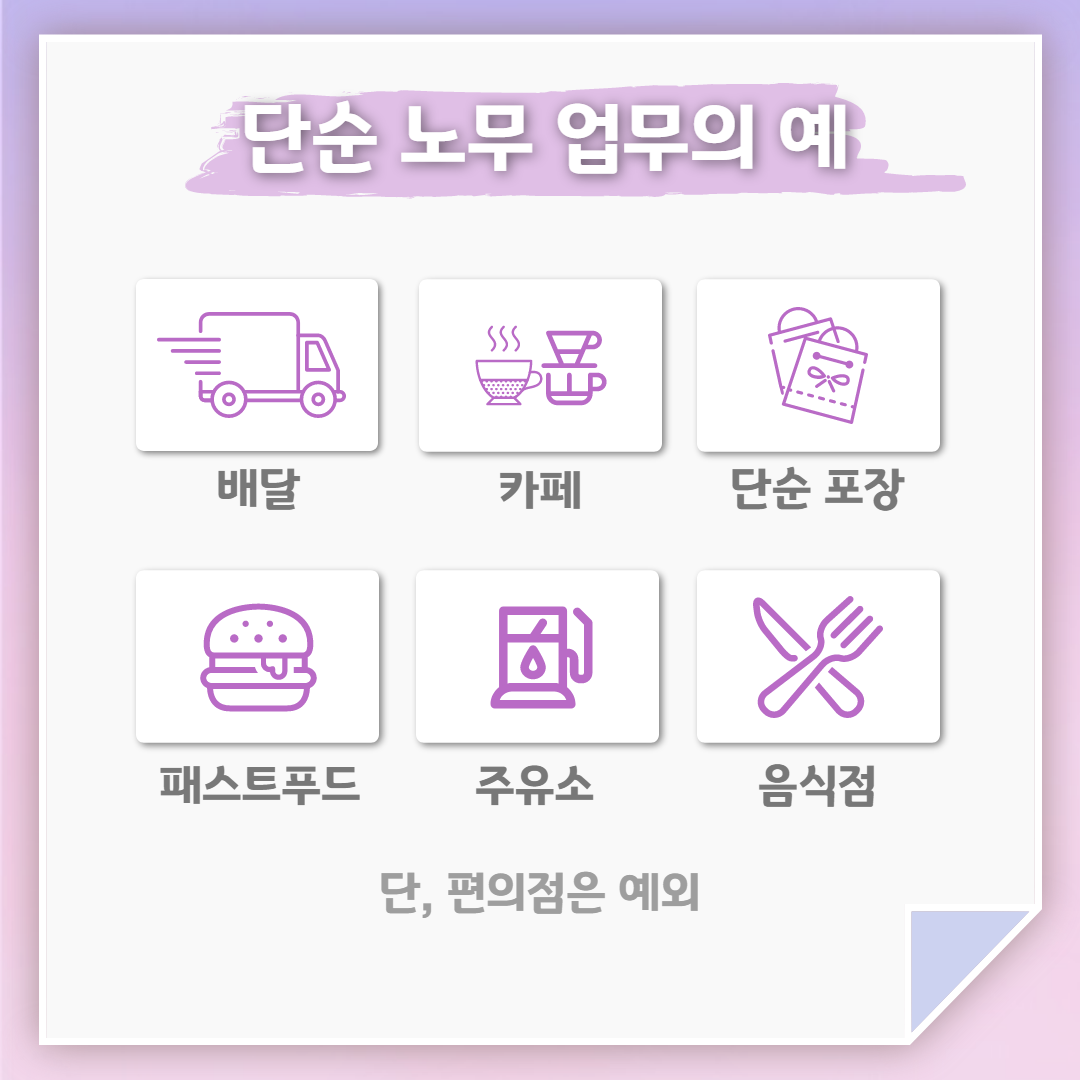 단순 노무 업무의 예
배달
카페
단순 포장
패스트푸드
주유소
음식점
단, 편의점은 예외